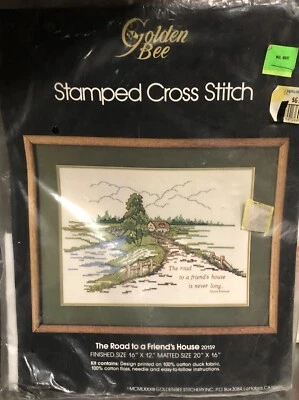 Golden
Bee
Stamped Cross Stitch
The road
to a friend's house
is never long...
The Road to a Friend's House 20159
FINISHED SIZE 16" X 12," MATTED SIZE 20" X 16"
Kit contains: Design printed on 100% cotton duck fabric,
100% cotton floss, needle and easy-to-follow instructions.